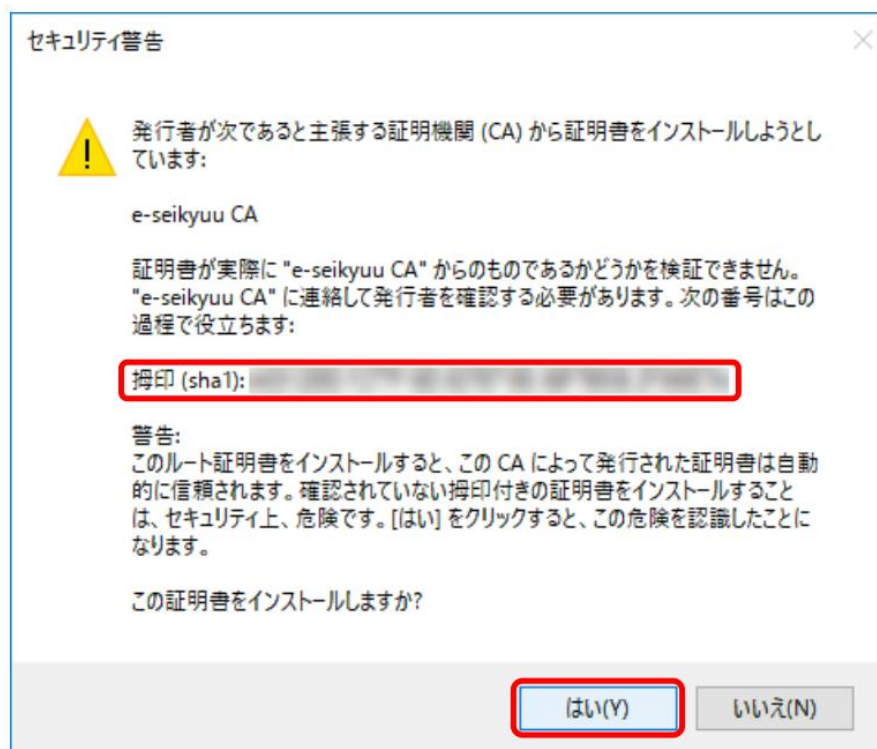 セキュリティ警告
発行者が次であると主張する証明機関 (CA) から証明書をインストールしようとし
ています:
e-seikyuu CA
証明書が実際に "e-seikyuu CA" からのものであるかどうかを検証できません。
"e-seikyuu CA" に連絡して発行者を確認する必要があります。次の番号はこの
過程で役立ちます:
拇印 (sha1):
警告:
このルート証明書をインストールすると、この CA によって発行された証明書は自動
的に信頼されます。確認されていない拇印付きの証明書をインストールすること
は、セキュリティ上、危険です。[はい] をクリックすると、この危険を認識したことに
なります。
この証明書をインストールしますか?
はい(Y)
いいえ(N)